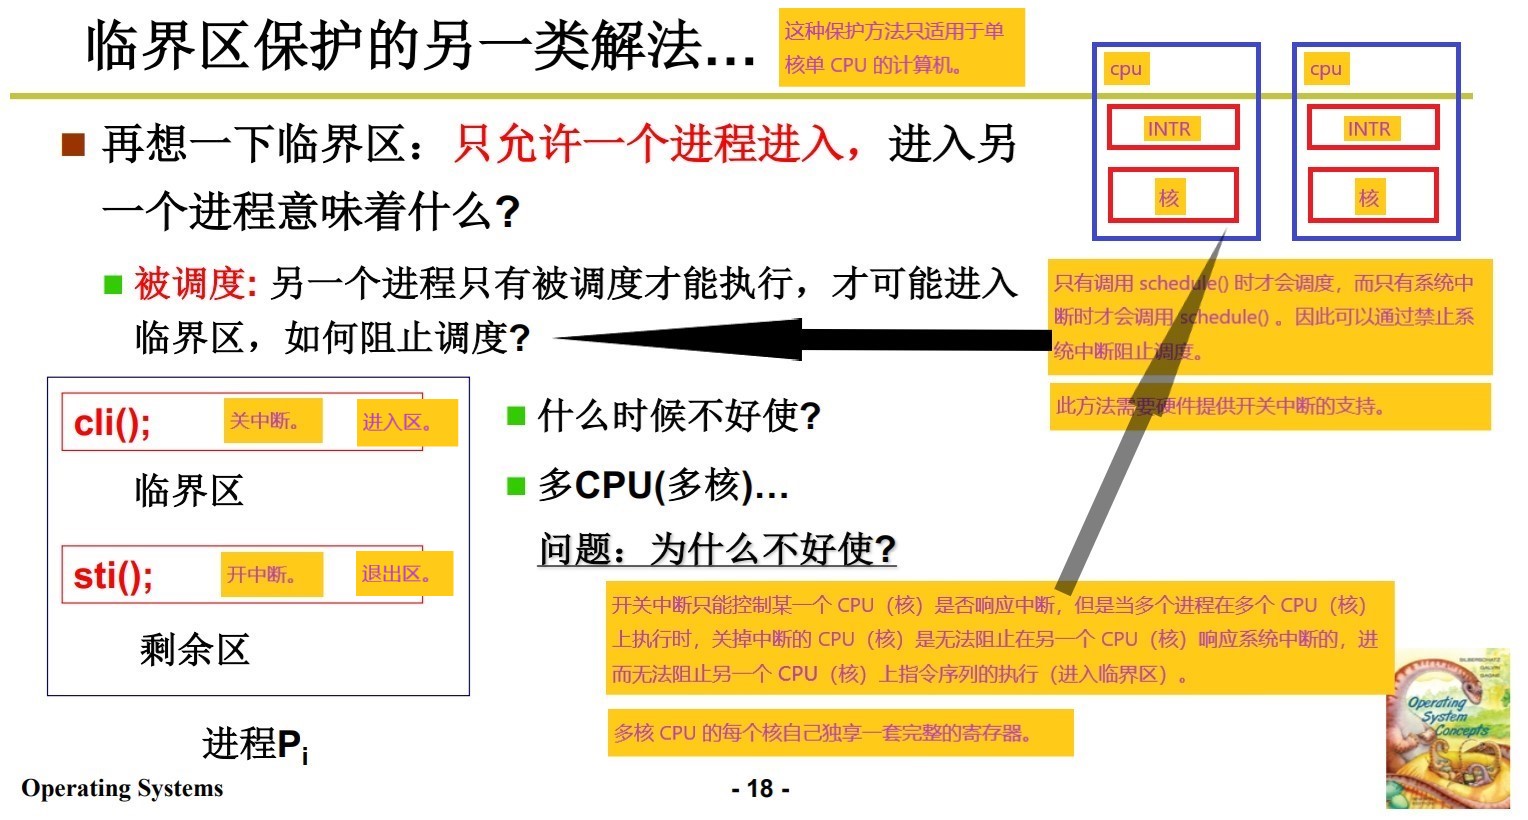 临界区保护的另一类解法…
这种保护方法只适用于单
核单 CPU 的计算机。
cpu
INTR
核
cpu
INTR
核
再想一下临界区：只允许一个进程进入，进入另
一个进程意味着什么?
被调度: 另一个进程只有被调度才能执行，才可能进入
临界区，如何阻止调度?
只有调用 schedule() 时才会调度，而只有系统中
断时才会调用 schedule() 。因此可以通过禁止系
统中断阻止调度。
此方法需要硬件提供开关中断的支持。
cli(); 关中断。 进入区。
临界区
sti(); 开中断。 退出区。
剩余区
进程Pi
什么时候不好使?
多CPU(多核)…
问题：为什么不好使?
开关中断只能控制某一个 CPU（核）是否响应中断，但是当多个进程在多个 CPU（核）
上执行时，关掉中断的 CPU（核）是无法阻止在另一个 CPU（核）响应系统中断的，进
而无法阻止另一个 CPU（核）上指令序列的执行（进入临界区）。
多核 CPU 的每个核自己独享一套完整的寄存器。
Operating
System
Concepts
Operating Systems
- 18 -